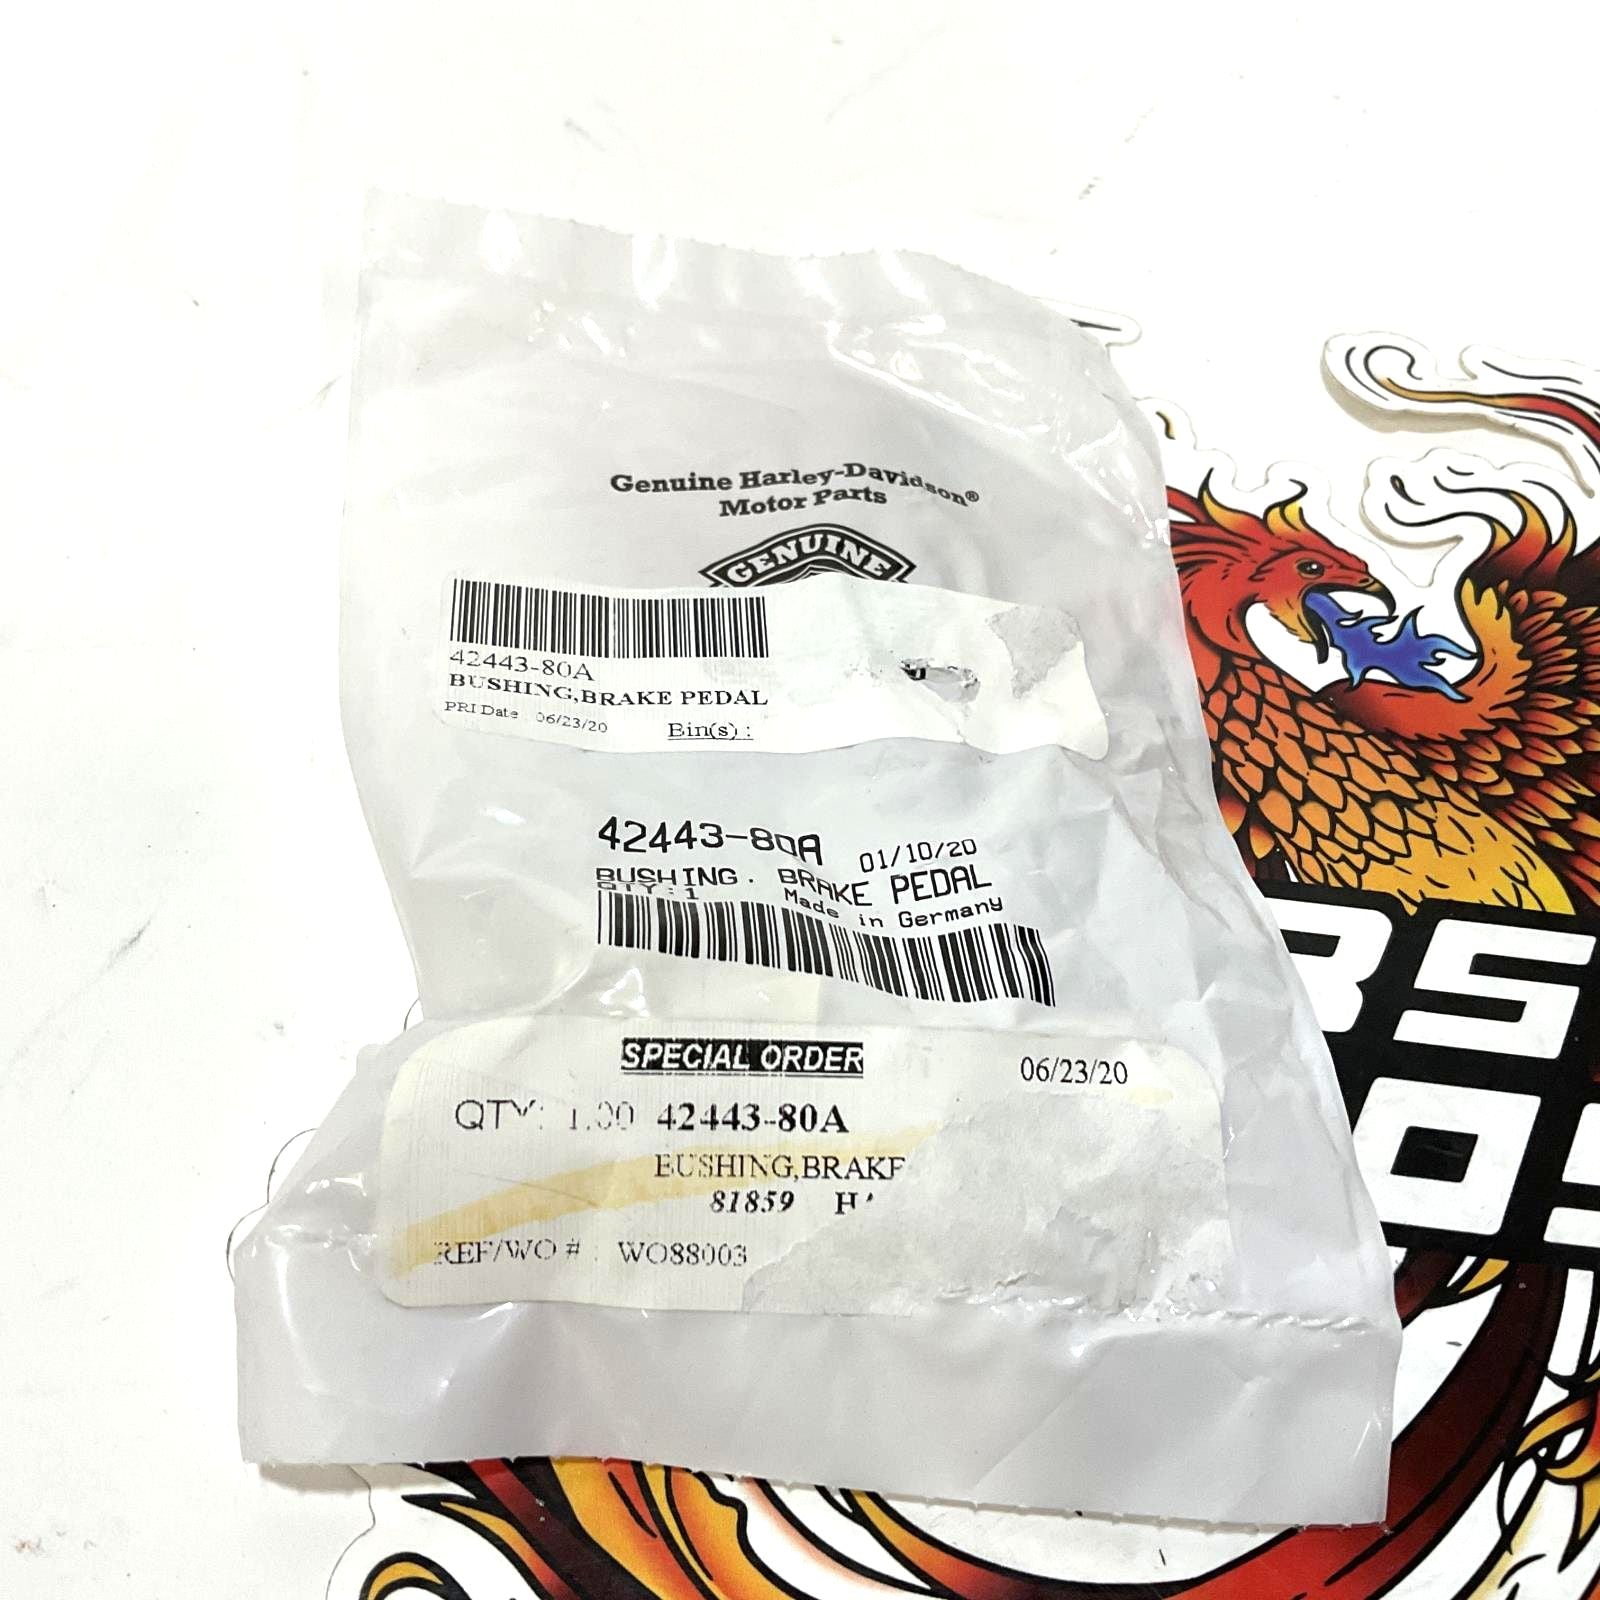 Genuine Harley-Davidson®
Motor Parts
GENUINE
42443-80A
BUSHING,BRAKE PEDAL
PRI Date 06/23/20 Bin(s) :
42443-80A 01/10/20
BUSHING. BRAKE PEDAL
QTY:1 Made in Germany
SPECIAL ORDER 06/23/20
QTY: 1.00 42443-80A
BUSHING,BRAKE
81859 H
REF/WO # : WO88003